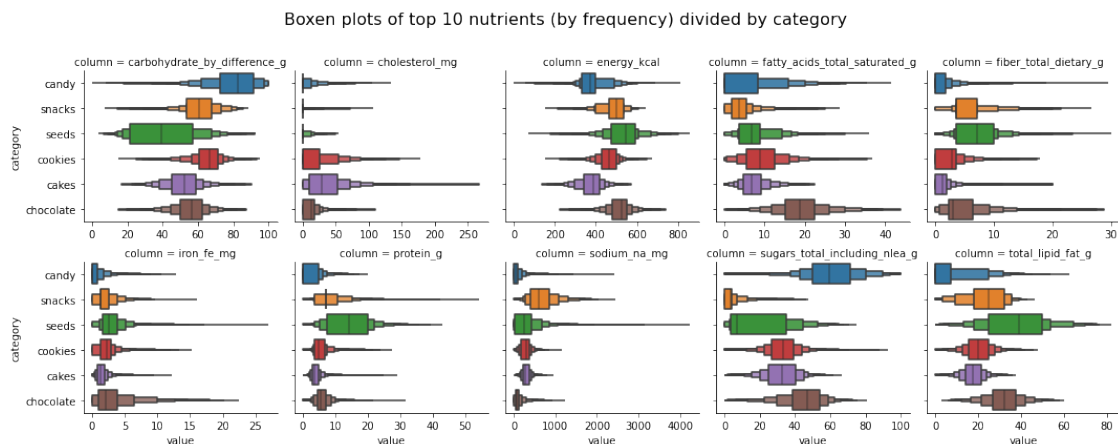 Boxen plots of top 10 nutrients (by frequency) divided by category
column = carbohydrate_by_difference_g column = cholesterol_mg column = energy_kcal column = fatty_acids_total_saturated_g column = fiber_total_dietary_g
category
candy
snacks
seeds
cookies
cakes
chocolate
0 20 40 60 80 100 0 50 100 150 200 250 0 200 400 600 800 0 10 20 30 40 0 10 20 30
column = iron_fe_mg column = protein_g column = sodium_na_mg column = sugars_total_including_nlea_g column = total_lipid_fat_g
category
candy
snacks
seeds
cookies
cakes
chocolate
0 5 10 15 20 25 0 10 20 30 40 50 0 1000 2000 3000 4000 0 20 40 60 80 100 0 20 40 60 80
value value value value value